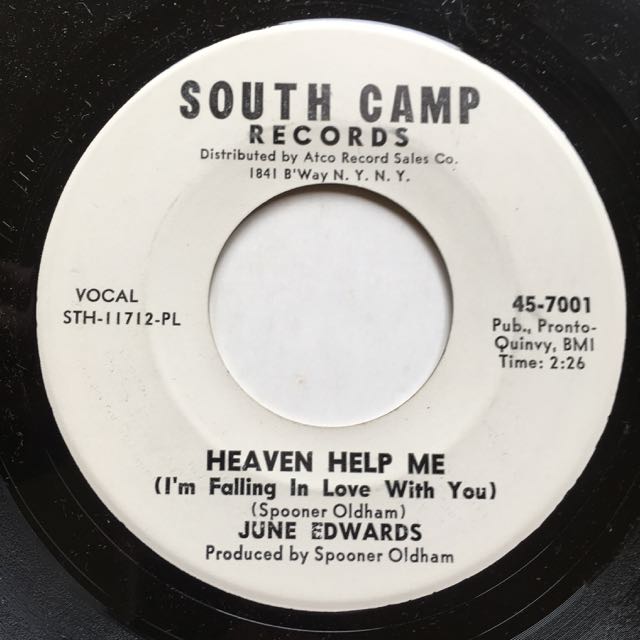 SOUTH CAMP
RECORDS
Distributed by Atco Record Sales Co.
1841 B'Way N. Y. N. Y.
VOCAL
STH-11712-PL
45-7001
Pub., Pronto-
Quinvy, BMI
Time: 2:26
HEAVEN HELP ME
(I'm Falling In Love With You)
(Spooner Oldham)
JUNE EDWARDS
Produced by Spooner Oldham